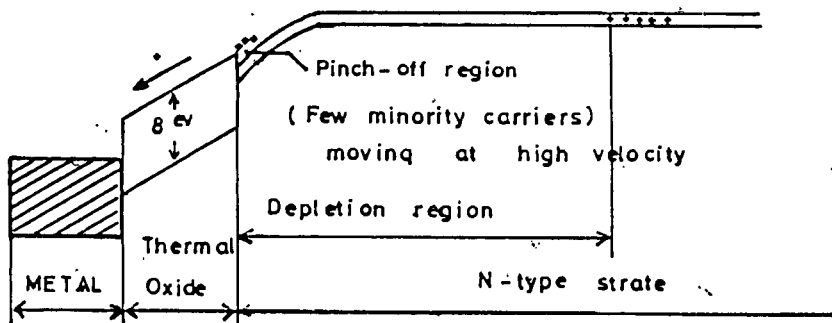 Pinch-off region
8 ev
(Few minority carriers)
moving at high velocity
Depletion region
Thermal
Oxide
METAL
N-type strate